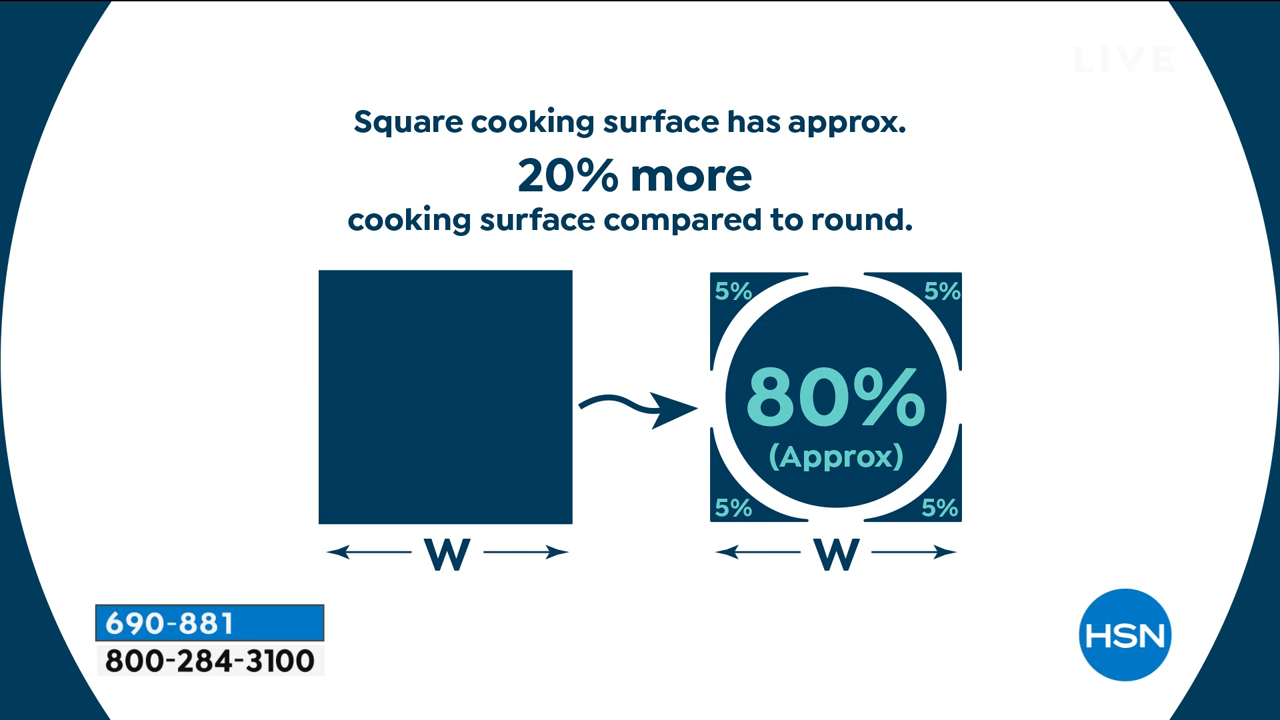 LIVE
Square cooking surface has approx.
20% more
cooking surface compared to round.
5% 5%
80%
(Approx)
5% 5%
W W
690-881
800-284-3100
HSN